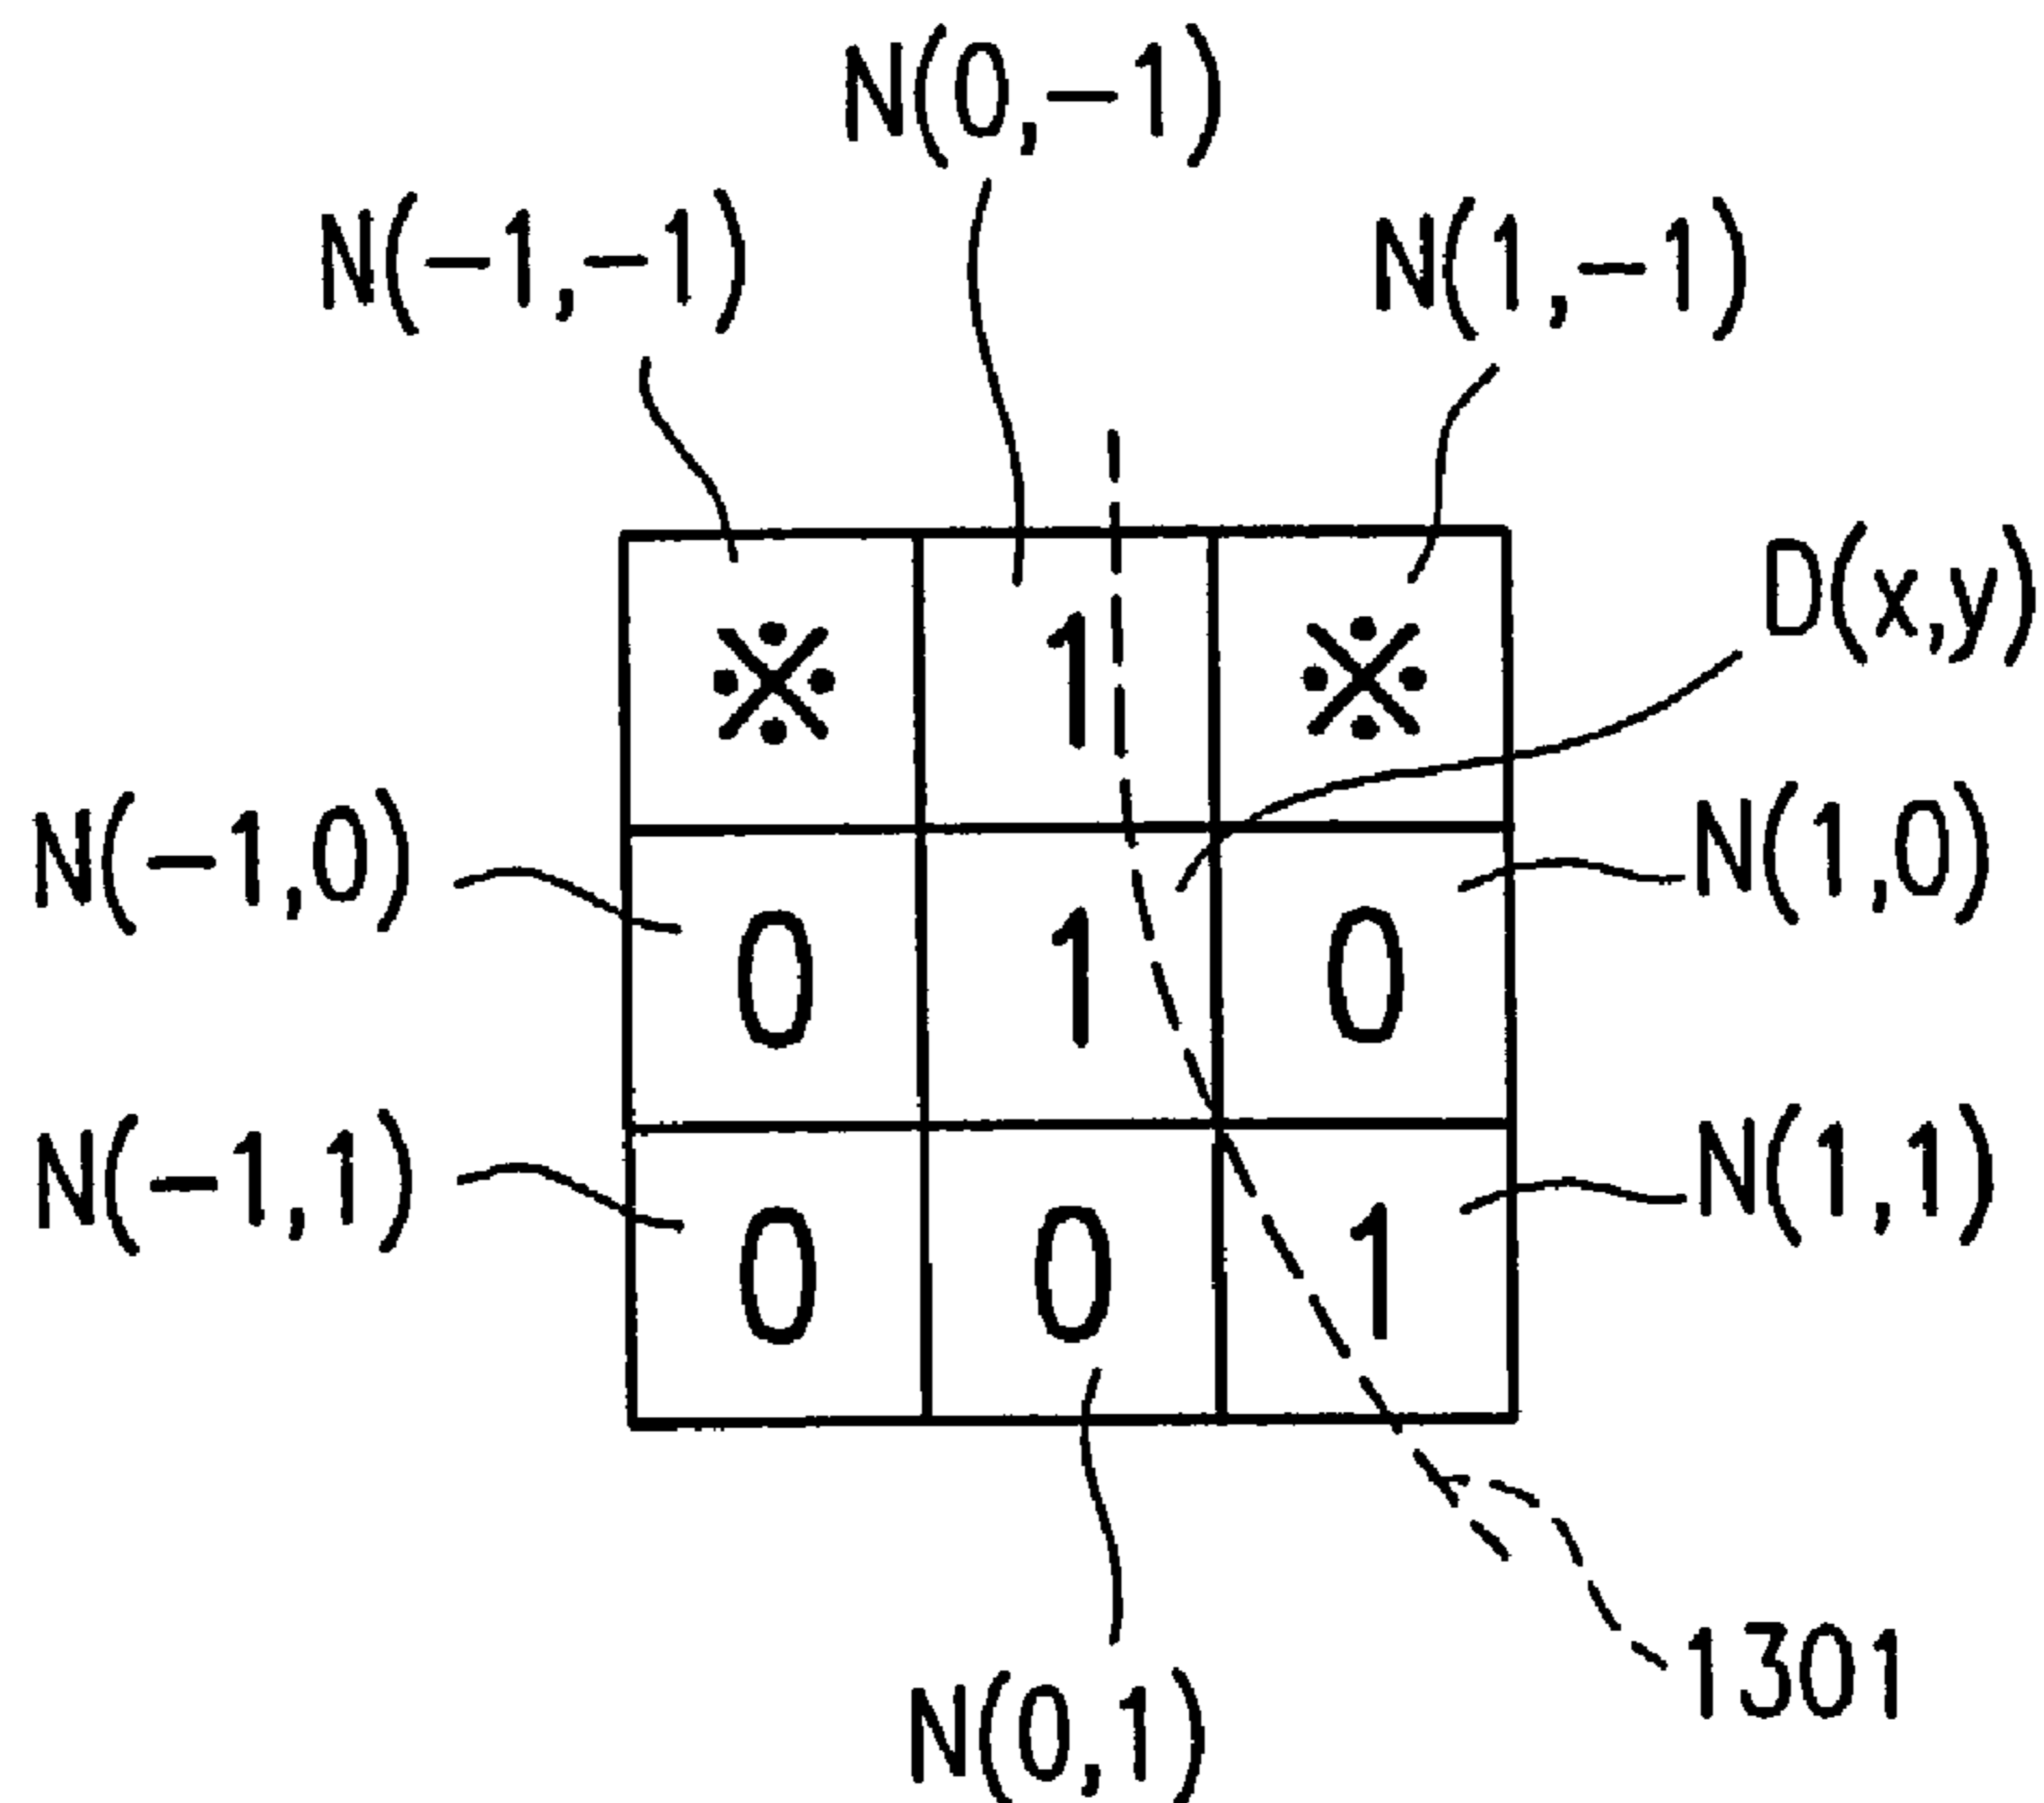 N(0,-1)
N(-1,-1)
N(1,-1)
D(x,y)
※ 1 ※
N(-1,0)
N(1,0)
0 1 0
N(-1,1)
N(1,1)
0 0 1
1301
N(0,1)